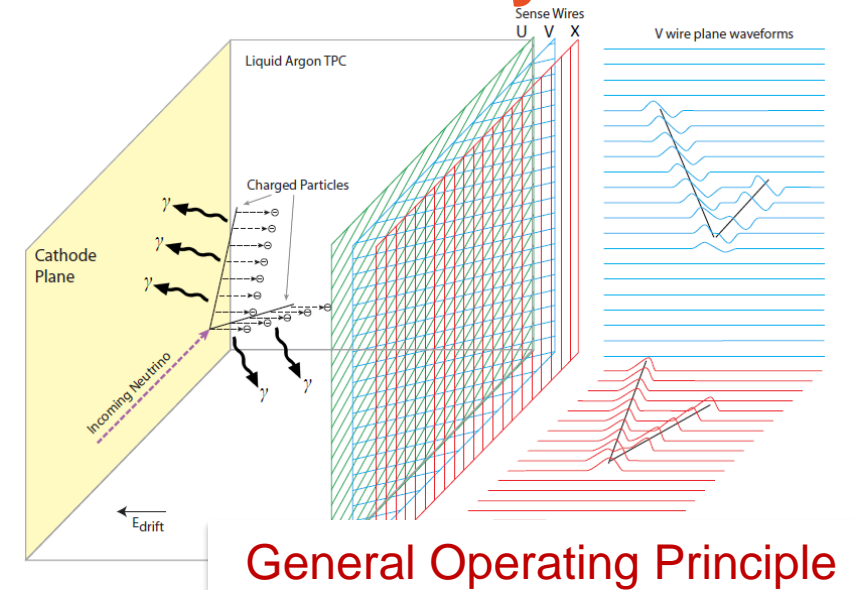 Sense Wires
U V X
V wire plane waveforms
Liquid Argon TPC
Charged Particles
γ
γ
γ
Cathode
Plane
Incoming Neutrino
γ
γ
Edrift
General Operating Principle